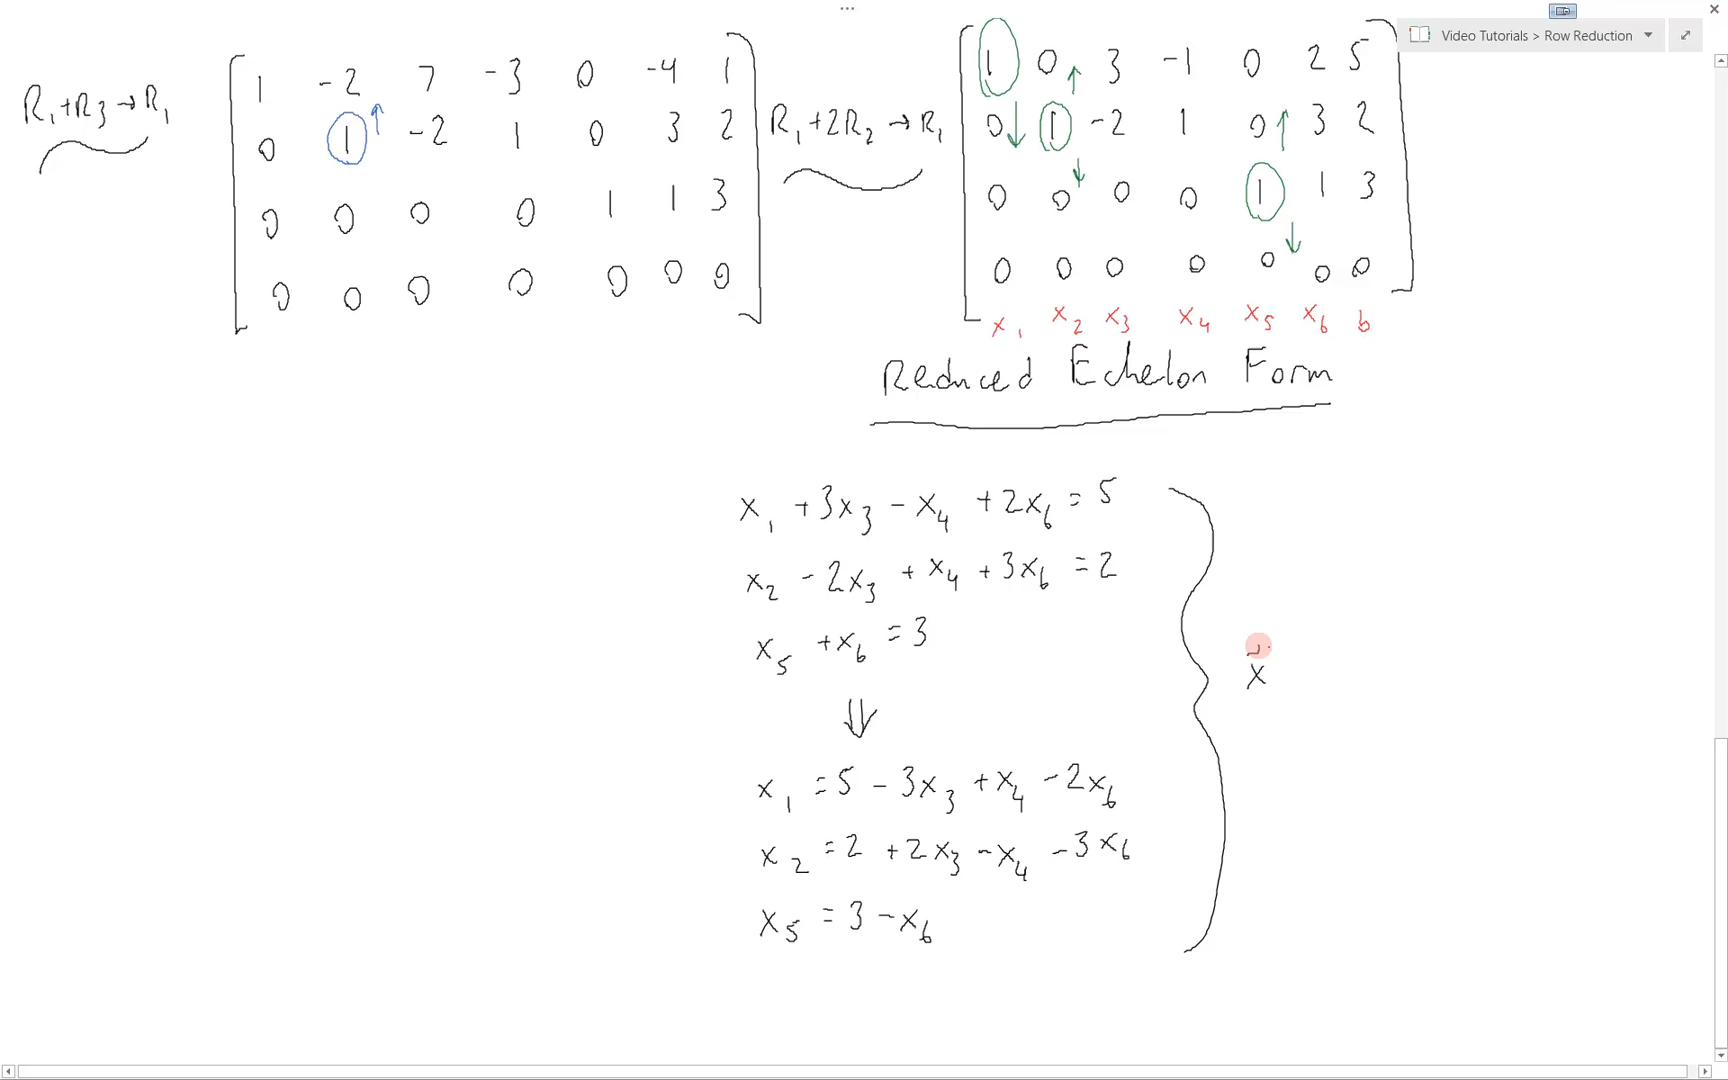 Video Tutorials > Row Reduction
R₁+R₃→R₁
1 -2 7 -3 0 -4 1
0 1 -2 1 0 3 2
0 0 0 0 1 1 3
0 0 0 0 0 0 0
R₁+2R₂→R₁
1 0 3 -1 0 2 5
0 1 -2 1 0 3 2
0 0 0 0 1 1 3
0 0 0 0 0 0 0
x₁ x₂ x₃ x₄ x₅ x₆ b
Reduced Echelon Form
x₁ + 3x₃ - x₄ + 2x₆ = 5
x₂ - 2x₃ + x₄ + 3x₆ = 2
x₅ + x₆ = 3
⇓
x₁ = 5 - 3x₃ + x₄ - 2x₆
x₂ = 2 + 2x₃ - x₄ - 3x₆
x₅ = 3 - x₆
x